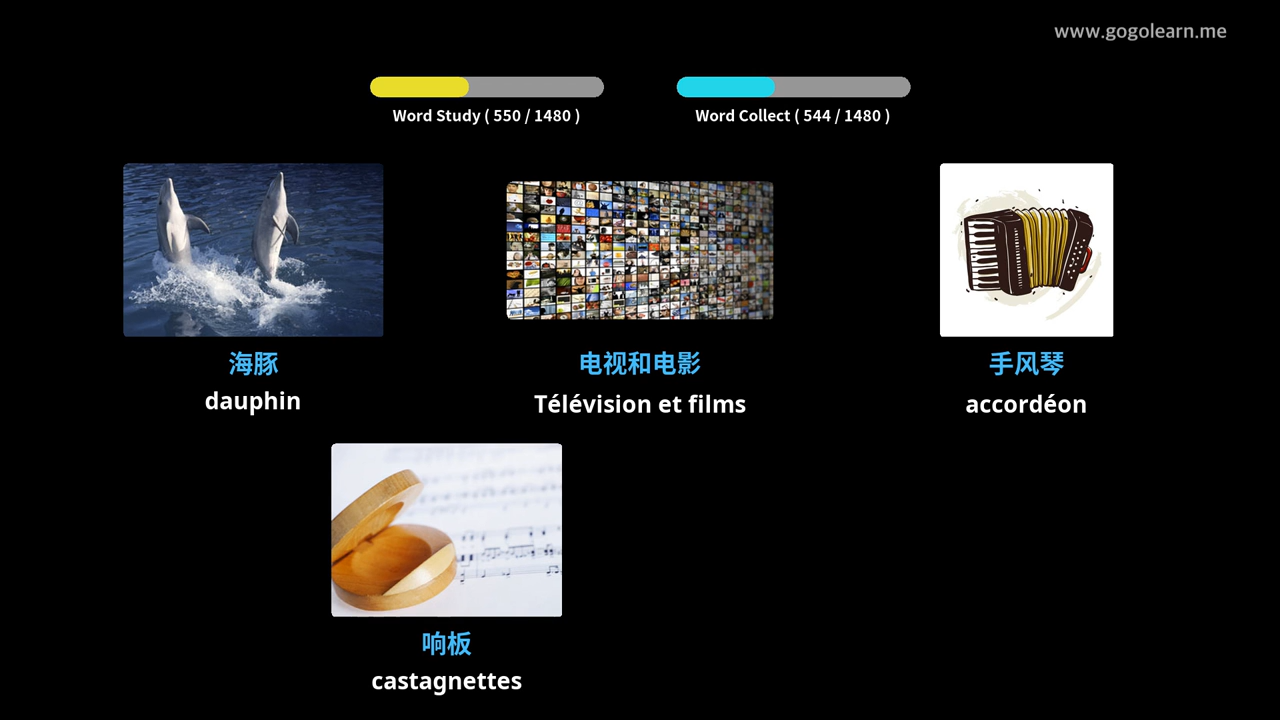 www.gogolearn.me
Word Study ( 550 / 1480 )
Word Collect ( 544 / 1480 )
海豚
dauphin
电视和电影
Télévision et films
手风琴
accordéon
响板
castagnettes